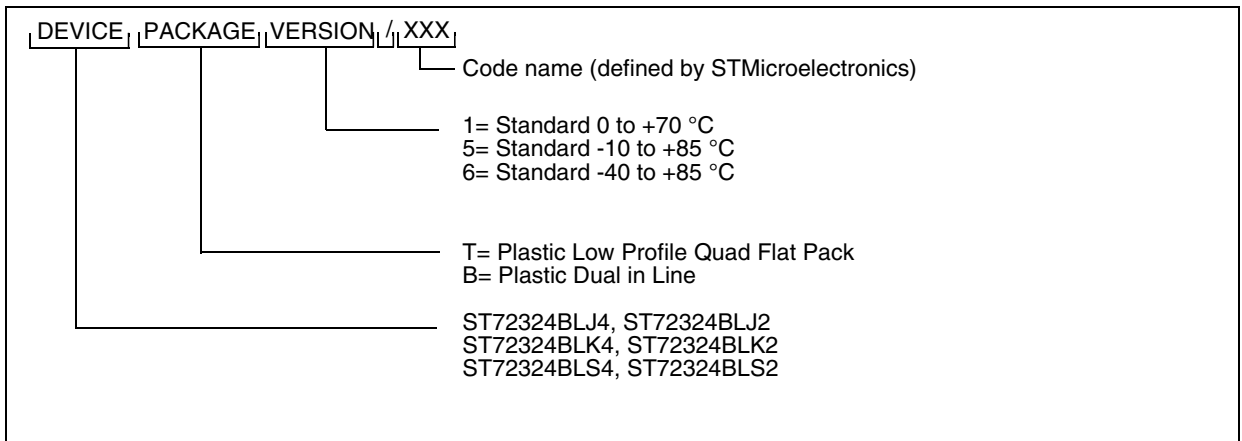 DEVICE PACKAGE VERSION / XXX
Code name (defined by STMicroelectronics)
1= Standard 0 to +70 °C
5= Standard -10 to +85 °C
6= Standard -40 to +85 °C
T= Plastic Low Profile Quad Flat Pack
B= Plastic Dual in Line
ST72324BLJ4, ST72324BLJ2
ST72324BLK4, ST72324BLK2
ST72324BLS4, ST72324BLS2